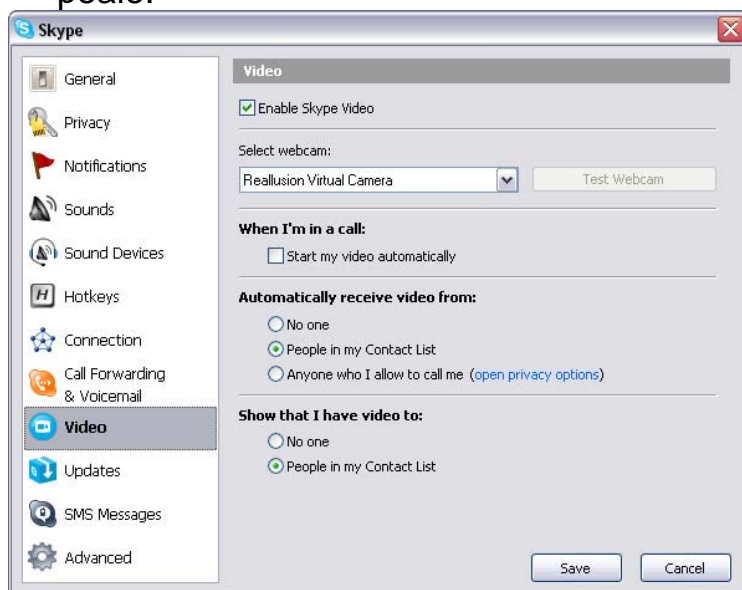 Skype
General
Privacy
Notifications
Sounds
Sound Devices
H Hotkeys
Connection
Call Forwarding
& Voicemail
Video
Updates
SMS Messages
Advanced
Video
Enable Skype Video
Select webcam:
Reallusion Virtual Camera Test Webcam
When I'm in a call:
Start my video automatically
Automatically receive video from:
No one
People in my Contact List
Anyone who I allow to call me (open privacy options)
Show that I have video to:
No one
People in my Contact List
Save Cancel